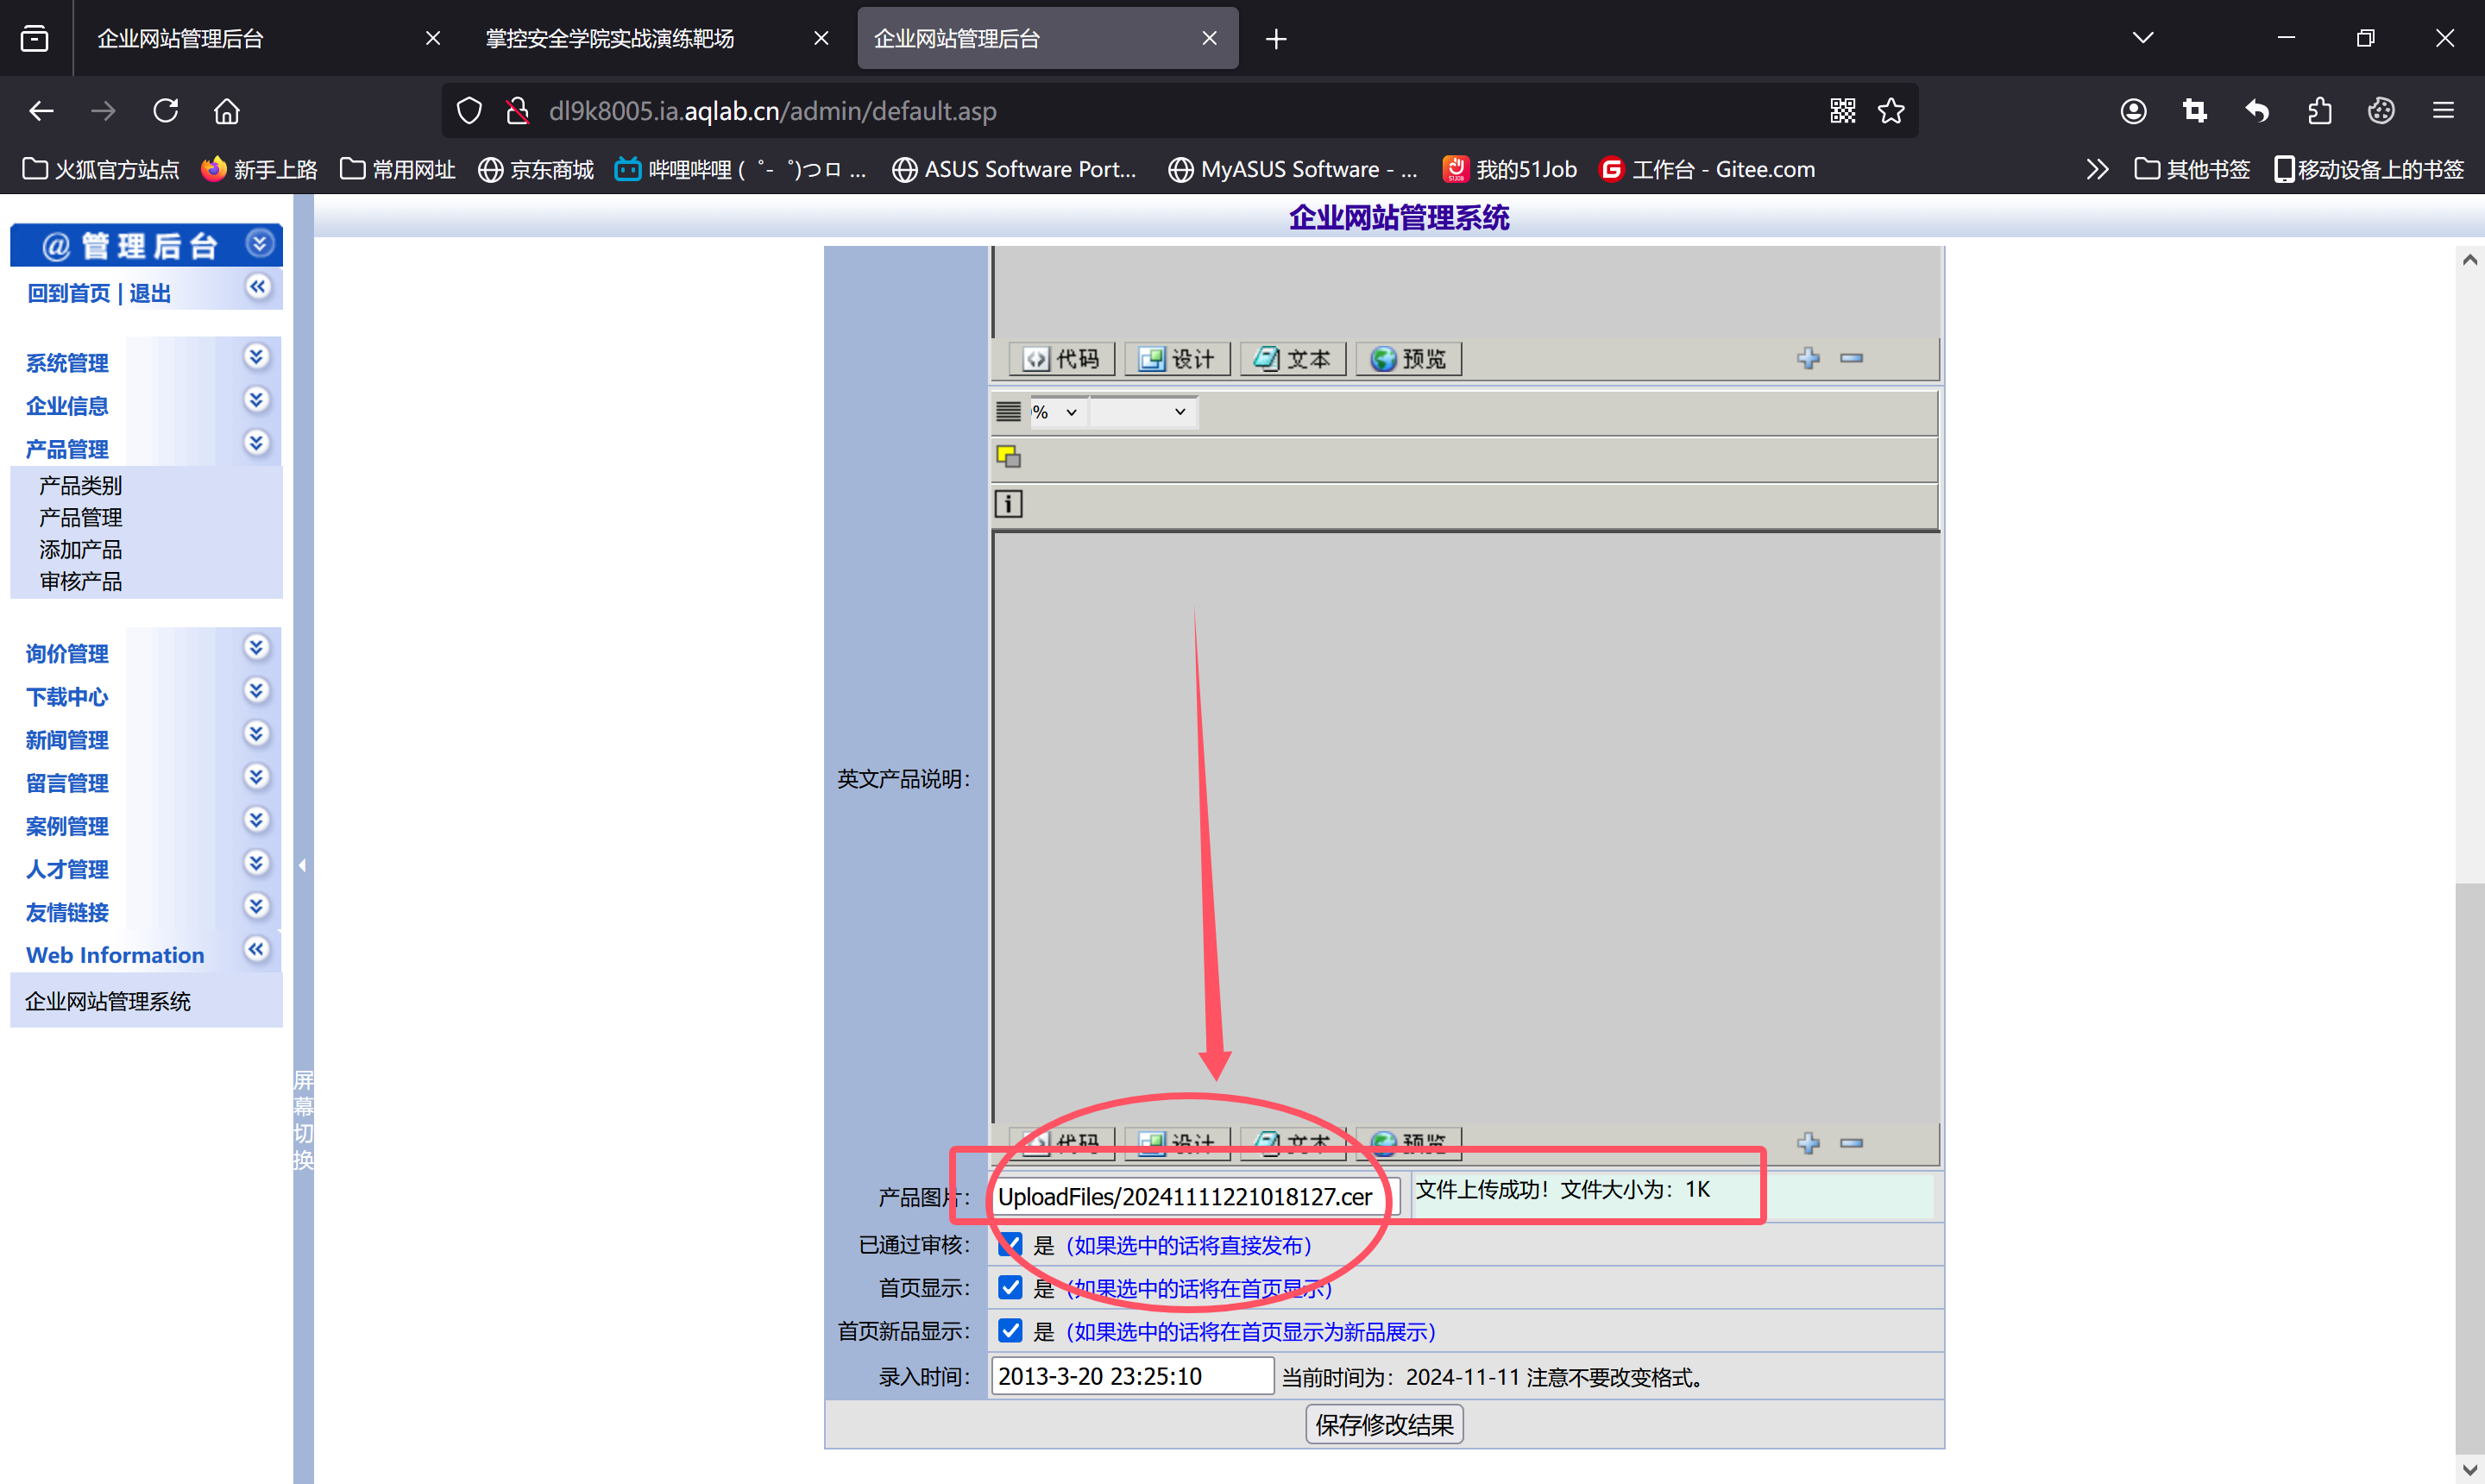 企业网站管理后台
掌控安全学院实战演练靶场
企业网站管理后台
dl9k8005.ia.aqlab.cn/admin/default.asp
火狐官方站点 新手上路 常用网址 京东商城 哔哩哔哩 (゜-゜)つロ ... ASUS Software Port... MyASUS Software - ... 我的51Job 工作台 - Gitee.com 其他书签 移动设备上的书签
企业网站管理系统
@ 管理后台
回到首页 | 退出
系统管理
企业信息
产品管理
产品类别
产品管理
添加产品
审核产品
询价管理
下载中心
新闻管理
留言管理
案例管理
人才管理
友情链接
Web Information
企业网站管理系统
屏
幕
切
换
代码 设计 文本 预览
%
英文产品说明：
代码 设计 文本 预览
产品图片： UploadFiles/20241111221018127.cer 文件上传成功！文件大小为：1K
已通过审核： 是（如果选中的话将直接发布）
首页显示： 是（如果选中的话将在首页显示）
首页新品显示： 是（如果选中的话将在首页显示为新品展示）
录入时间： 2013-3-20 23:25:10 当前时间为：2024-11-11 注意不要改变格式。
保存修改结果